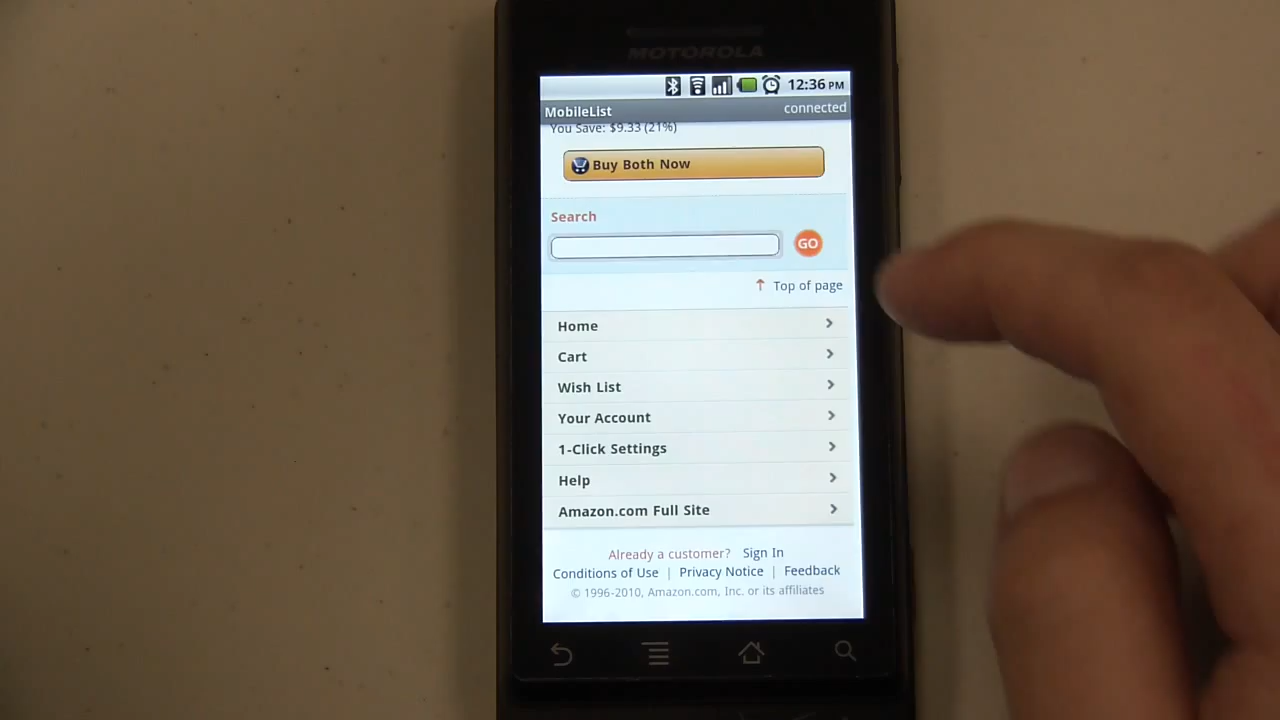 MOTOROLA
12:36 PM
MobileList connected
You Save: $9.33 (21%)
Buy Both Now
Search
GO
↑ Top of page
Home
Cart
Wish List
Your Account
1-Click Settings
Help
Amazon.com Full Site
Already a customer? Sign In
Conditions of Use | Privacy Notice | Feedback
© 1996-2010, Amazon.com, Inc. or its affiliates